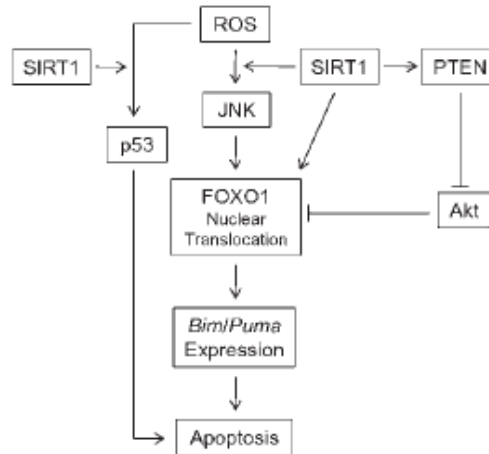 ROS
SIRT1
SIRT1
PTEN
JNK
p53
FOXO1
Nuclear
Translocation
Akt
Bim/Puma
Expression
Apoptosis